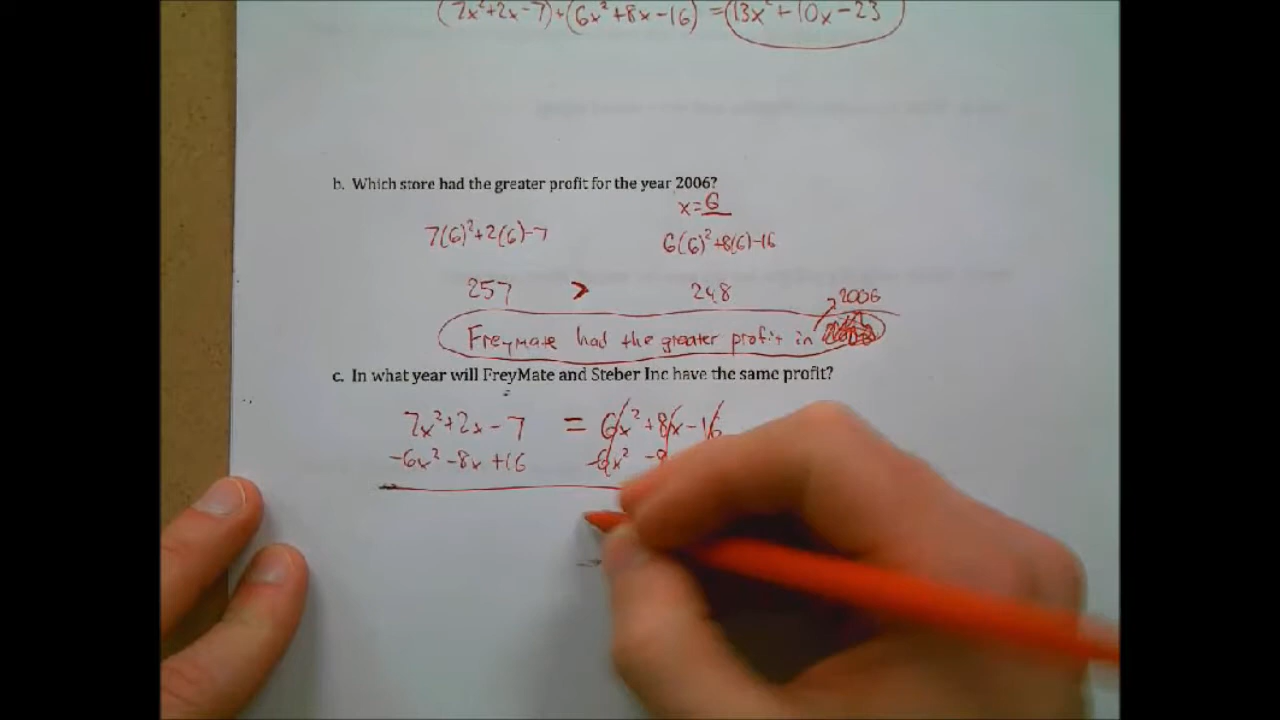 (7x²+2x-7)+(6x²+8x-16) = 13x²+10x-23
b. Which store had the greater profit for the year 2006?
x=6
7(6)²+2(6)-7 6(6)²+8(6)-16
257 > 248
2006
FreyMate had the greater profit in
c. In what year will FreyMate and Steber Inc have the same profit?
7x²+2x-7 = 6x²+8x-16
-6x²-8x+16 -6x² -8